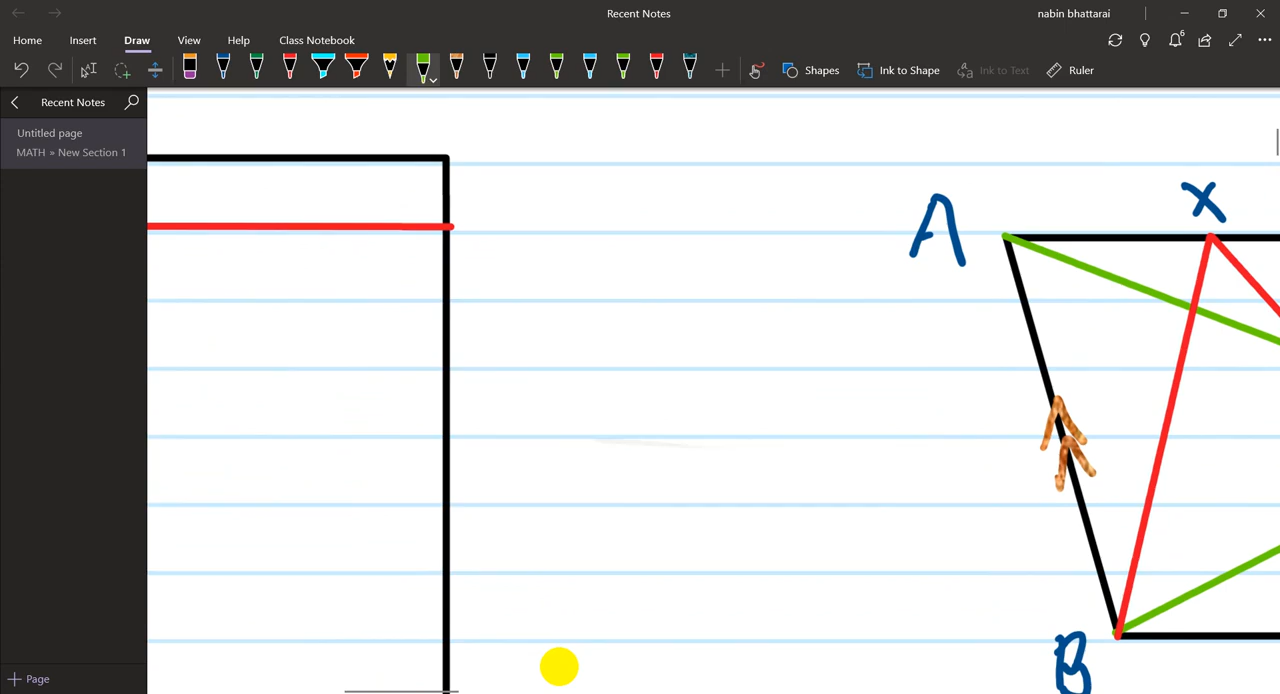 Recent Notes
nabin bhattarai
Home
Insert
Draw
View
Help
Class Notebook
6
Shapes
Ink to Shape
Ink to Text
Ruler
Recent Notes
Untitled page
MATH » New Section 1
A
X
B
Page